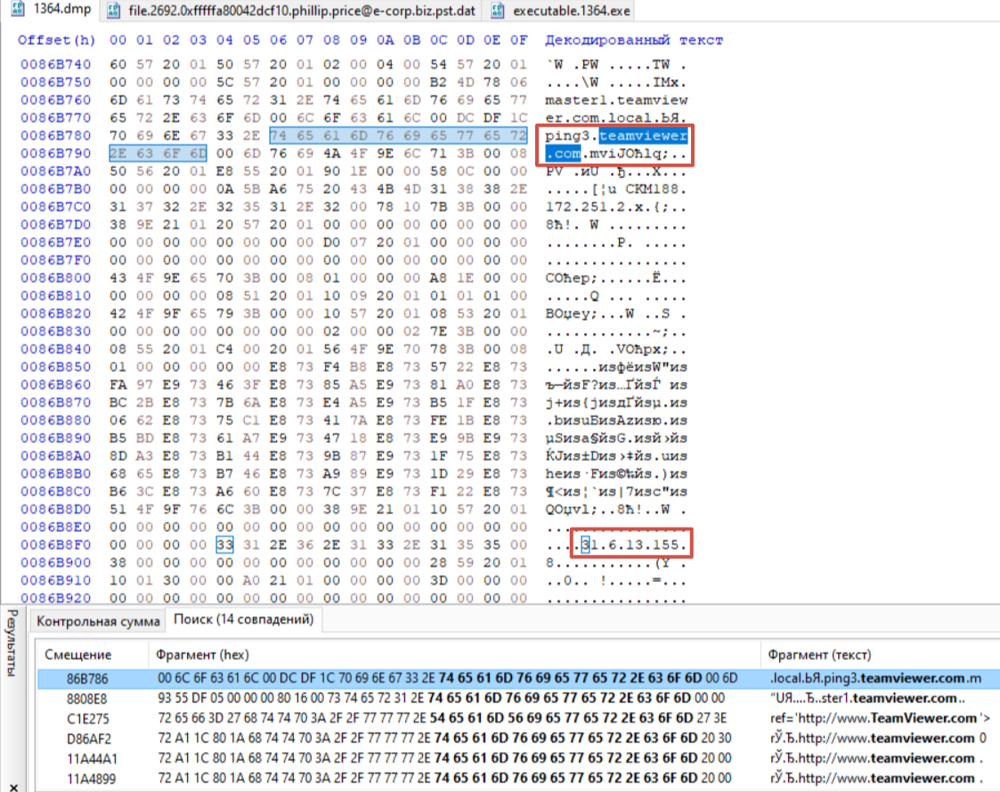 1364.dmp file.2692.0xfffffa80042dcf10.phillip.price@e-corp.biz.pst.dat executable.1364.exe
Offset(h) 00 01 02 03 04 05 06 07 08 09 0A 0B 0C 0D 0E 0F Декодированный текст
0086B740 60 57 20 01 50 57 20 01 02 00 04 00 54 57 20 01 `W .PW .....TW .
0086B750 00 00 00 00 5C 57 20 01 00 00 00 00 B2 4D 78 06 ....\W .....IMx.
0086B760 6D 61 73 74 65 72 31 2E 74 65 61 6D 76 69 65 77 master1.teamview
0086B770 65 72 2E 63 6F 6D 00 6C 6F 63 61 6C 00 DC DF 1C er.com.local.ЬЯ.
0086B780 70 69 6E 67 33 2E 74 65 61 6D 76 69 65 77 65 72 ping3.teamviewer
0086B790 2E 63 6F 6D 00 6D 76 69 4A 4F 9E 6C 71 3B 00 08 .com.mviJOћlq;..
0086B7A0 50 56 20 01 E8 55 20 01 90 1E 00 00 58 0C 00 00 PV .иU .ђ...X...
0086B7B0 00 00 00 00 0A 5B A6 75 20 43 4B 4D 31 38 38 2E .....[¦u CKM188.
0086B7C0 31 37 32 2E 32 35 31 2E 32 00 78 10 7B 3B 00 00 172.251.2.x.{;..
0086B7D0 38 9E 21 01 20 57 20 01 00 00 00 00 00 00 00 00 8ћ!. W .........
0086B7E0 00 00 00 00 00 00 00 00 D0 07 20 01 00 00 00 00 ........Р. .....
0086B7F0 00 00 00 00 00 00 00 00 00 00 00 00 00 00 00 00 ................
0086B800 43 4F 9E 65 70 3B 00 08 01 00 00 00 A8 1E 00 00 COћep;......Ё...
0086B810 00 00 00 00 08 51 20 01 10 09 20 01 01 01 01 00 .....Q ... .....
0086B820 42 4F 9F 65 79 3B 00 00 10 57 20 01 08 53 20 01 BOџey;...W ..S .
0086B830 00 00 00 00 00 00 00 00 02 00 00 02 7E 3B 00 00 ............~;..
0086B840 08 55 20 01 C4 00 20 01 56 4F 9E 70 78 3B 00 08 .U .Д. .VOћpx;..
0086B850 01 00 00 00 00 00 E8 73 F4 B8 E8 73 57 22 E8 73 ......иsфёиsW"иs
0086B860 FA 97 E9 73 46 3F E8 73 85 A5 E9 73 81 A0 E8 73 ъ—йsF?иs…ҐйsЃ иs
0086B870 BC 2B E8 73 7B 6A E8 73 E4 A5 E9 73 B5 1F E8 73 ј+иs{jиsдҐйsµ.иs
0086B880 06 62 E8 73 75 C1 E8 73 41 7A E8 73 FE 1B E8 73 .bиsuБиsAzиsю.иs
0086B890 B5 BD E8 73 61 A7 E9 73 47 18 E8 73 E9 9B E9 73 µЅиsa§йsG.иsй›йs
0086B8A0 8D A3 E8 73 B1 44 E8 73 9B 87 E9 73 1F 75 E8 73 ЌЈиs±Dиs›‡йs.uиs
0086B8B0 68 65 E8 73 B7 46 E8 73 A9 89 E9 73 1D 29 E8 73 heиs·Fиs©‰йs.)иs
0086B8C0 B6 3C E8 73 A6 60 E8 73 7C 37 E8 73 F1 22 E8 73 ¶<иs¦`иs|7иsс"иs
0086B8D0 51 4F 9F 76 6C 3B 00 00 38 9E 21 01 10 57 20 01 QOџvl;..8ћ!..W .
0086B8E0 00 00 00 00 00 00 00 00 00 00 00 00 00 00 00 00 ................
0086B8F0 00 00 00 00 33 31 2E 36 2E 31 33 2E 31 35 35 00 ....31.6.13.155.
0086B900 38 00 00 00 00 00 00 00 00 00 00 00 28 59 20 01 8...........(Y .
0086B910 10 01 30 00 00 00 A0 21 01 00 00 00 00 3D 00 00 00 ..0.. !.....=...
0086B920 00 00 00 00 00 00 00 00 00 00 00 00 00 00 00 00 ................
Результаты
Контрольная сумма Поиск (14 совпадений)
Смещение Фрагмент (hex) Фрагмент (текст)
86B786 00 6C 6F 63 61 6C 00 DC DF 1C 70 69 6E 67 33 2E 74 65 61 6D 76 69 65 77 65 72 2E 63 6F 6D 00 6D .local.ЬЯ.ping3.teamviewer.com.m
8808E8 93 55 DF 05 00 00 00 80 16 00 73 74 65 72 31 2E 74 65 61 6D 76 69 65 77 65 72 2E 63 6F 6D 00 00 “UЯ....Ђ..ster1.teamviewer.com..
C1E275 72 65 66 3D 27 68 74 74 70 3A 2F 2F 77 77 77 2E 54 65 61 6D 56 69 65 77 65 72 2E 63 6F 6D 27 3E ref='http://www.TeamViewer.com'>
D86AF2 72 A1 1C 80 1A 68 74 74 70 3A 2F 2F 77 77 77 2E 74 65 61 6D 76 69 65 77 65 72 2E 63 6F 6D 20 30 rЎ.Ђ.http://www.teamviewer.com 0
11A44A1 72 A1 1C 80 1A 68 74 74 70 3A 2F 2F 77 77 77 2E 74 65 61 6D 76 69 65 77 65 72 2E 63 6F 6D 20 00 rЎ.Ђ.http://www.teamviewer.com .
11A4899 72 A1 1C 80 1A 68 74 74 70 3A 2F 2F 77 77 77 2E 74 65 61 6D 76 69 65 77 65 72 2E 63 6F 6D 20 00 rЎ.Ђ.http://www.teamviewer.com .